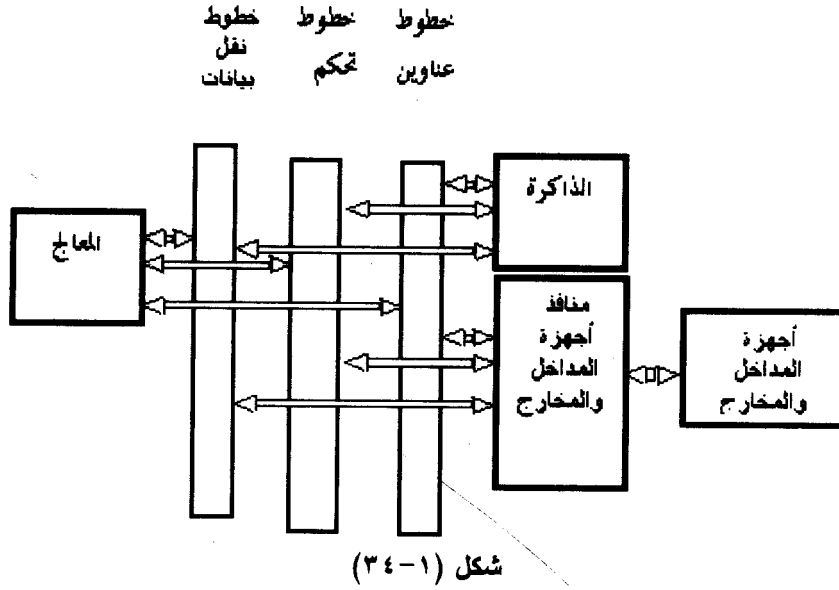 خطوط
نقل
بيانات
خطوط
تحكم
خطوط
عناوين
المعالج
الذاكرة
منافذ
أجهزة
المداخل
والمخارج
أجهزة
المداخل
والمخارج
شكل (١-٣٤)